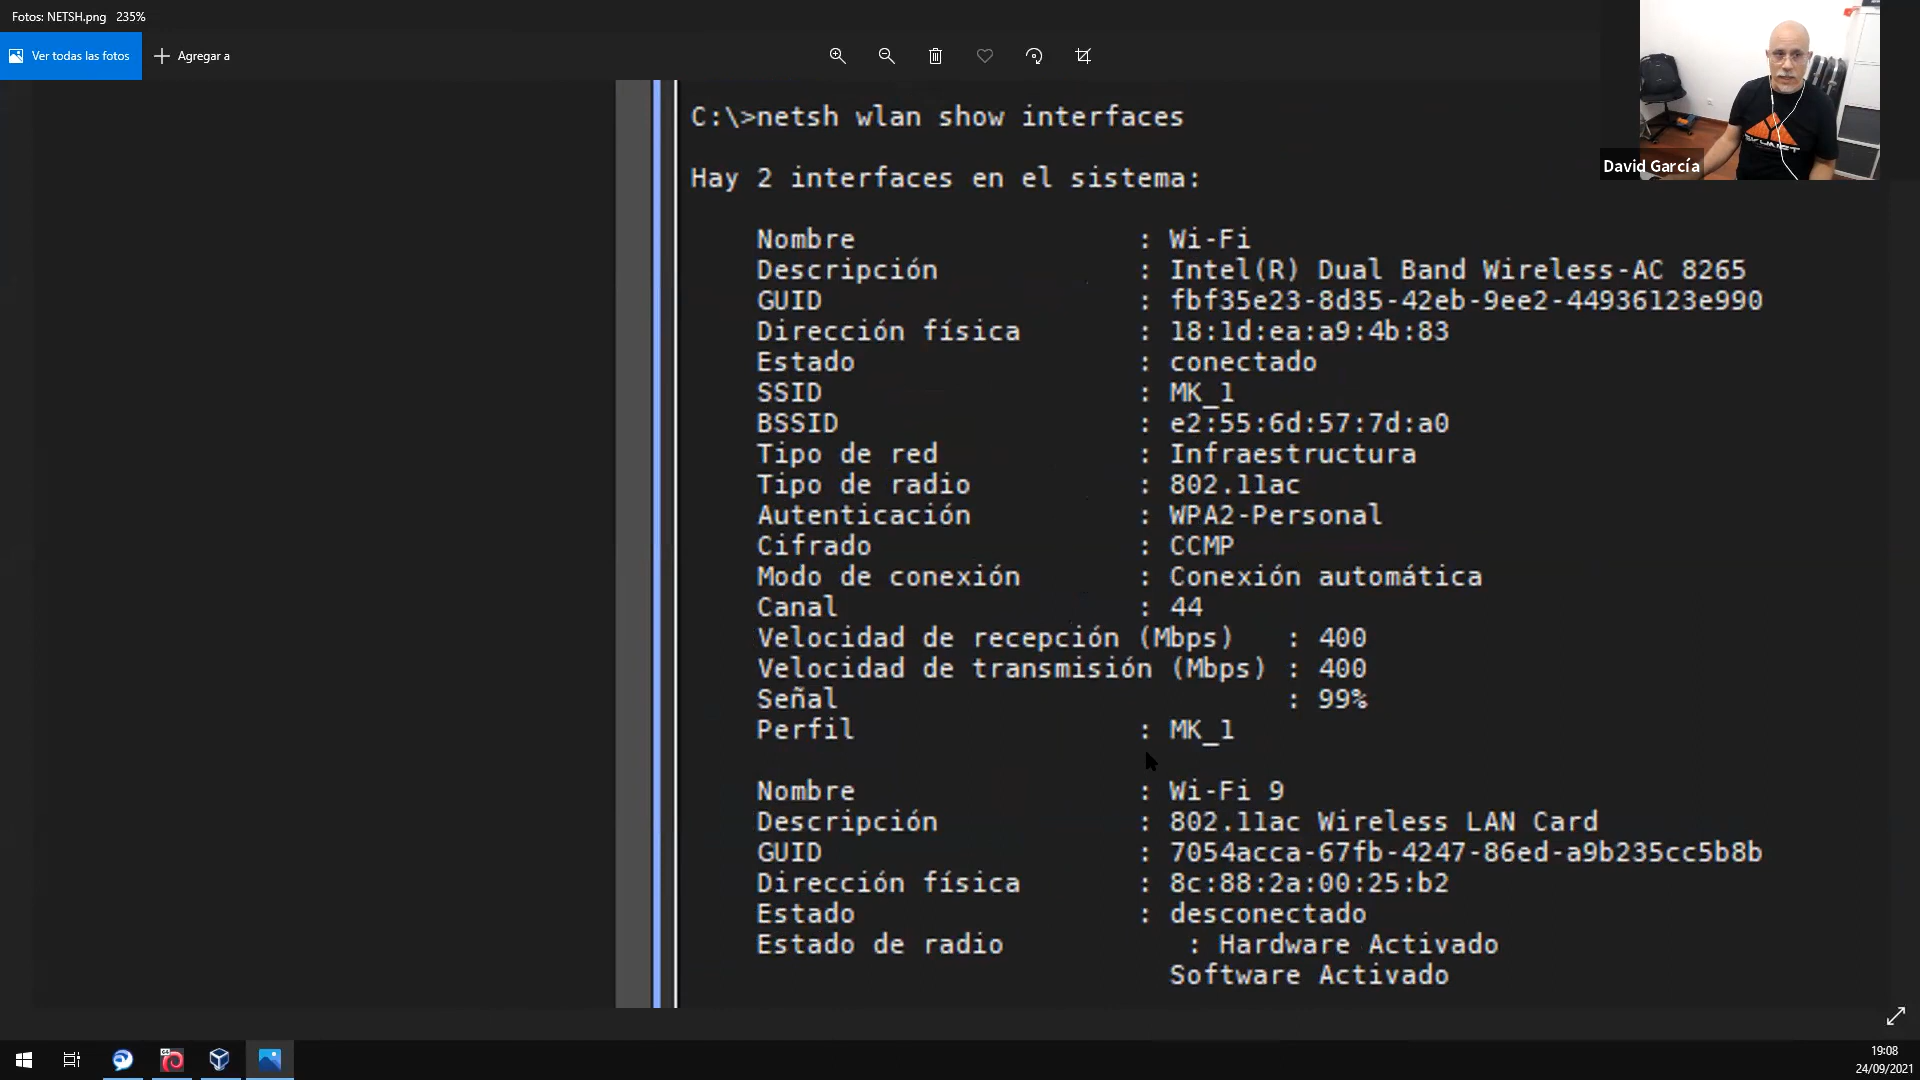 Fotos: NETSH.png 235%
Ver todas las fotos
Agregar a
David García
C:\>netsh wlan show interfaces
Hay 2 interfaces en el sistema:
Nombre : Wi-Fi
Descripción : Intel(R) Dual Band Wireless-AC 8265
GUID : fbf35e23-8d35-42eb-9ee2-44936123e990
Dirección física : 18:1d:ea:a9:4b:83
Estado : conectado
SSID : MK_1
BSSID : e2:55:6d:57:7d:a0
Tipo de red : Infraestructura
Tipo de radio : 802.11ac
Autenticación : WPA2-Personal
Cifrado : CCMP
Modo de conexión : Conexión automática
Canal : 44
Velocidad de recepción (Mbps) : 400
Velocidad de transmisión (Mbps) : 400
Señal : 99%
Perfil : MK_1
Nombre : Wi-Fi 9
Descripción : 802.11ac Wireless LAN Card
GUID : 7054acca-67fb-4247-86ed-a9b235cc5b8b
Dirección física : 8c:88:2a:00:25:b2
Estado : desconectado
Estado de radio : Hardware Activado
Software Activado
19:08
24/09/2021